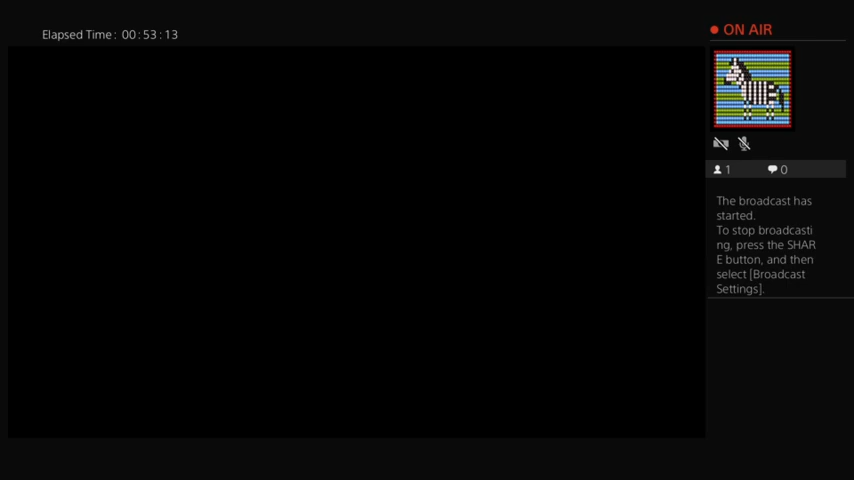 Elapsed Time: 00:53:13
ON AIR
1 0
The broadcast has
started.
To stop broadcasti
ng, press the SHAR
E button, and then
select [Broadcast
Settings].